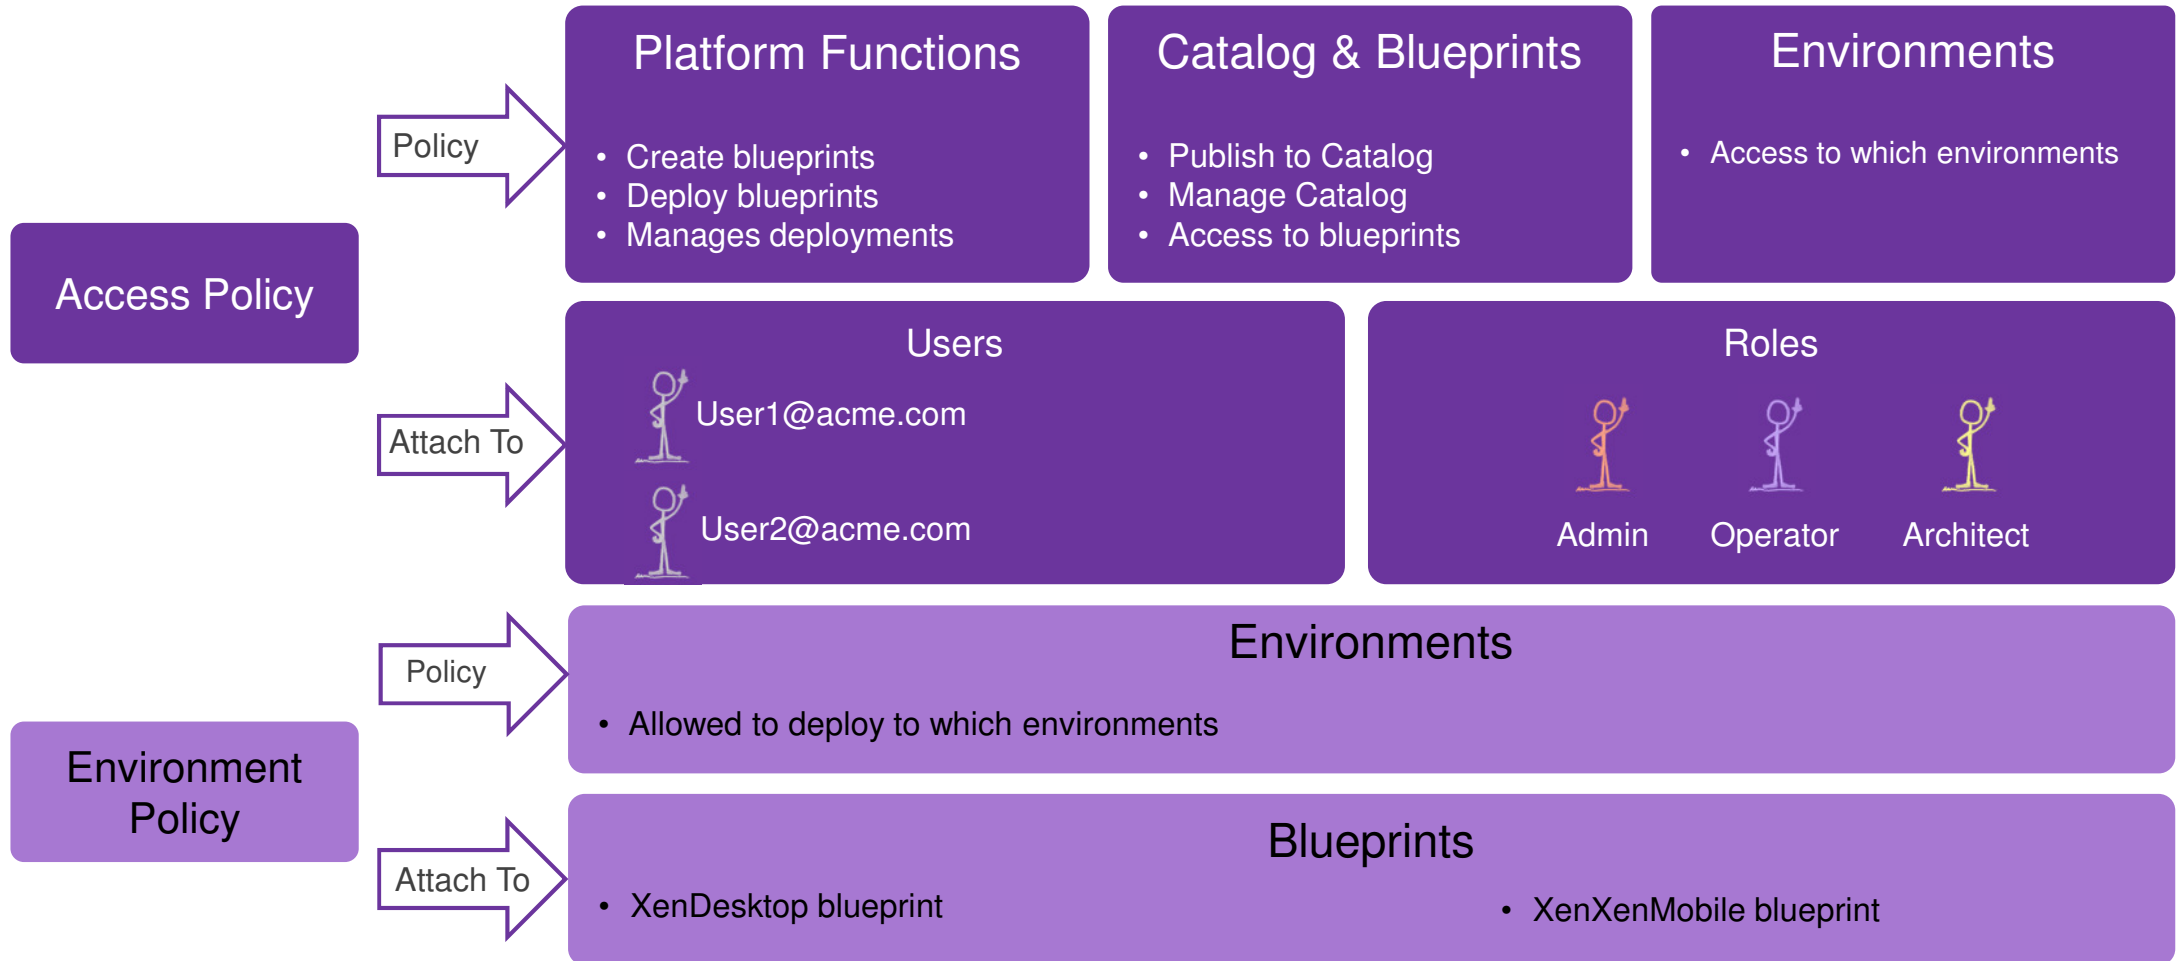 Platform Functions
• Create blueprints
• Deploy blueprints
• Manages deployments
Catalog & Blueprints
• Publish to Catalog
• Manage Catalog
• Access to blueprints
Environments
• Access to which environments
Policy
Access Policy
Attach To
Users
User1@acme.com
User2@acme.com
Roles
Admin
Operator
Architect
Policy
Environments
• Allowed to deploy to which environments
Environment
Policy
Attach To
Blueprints
• XenDesktop blueprint
• XenXenMobile blueprint